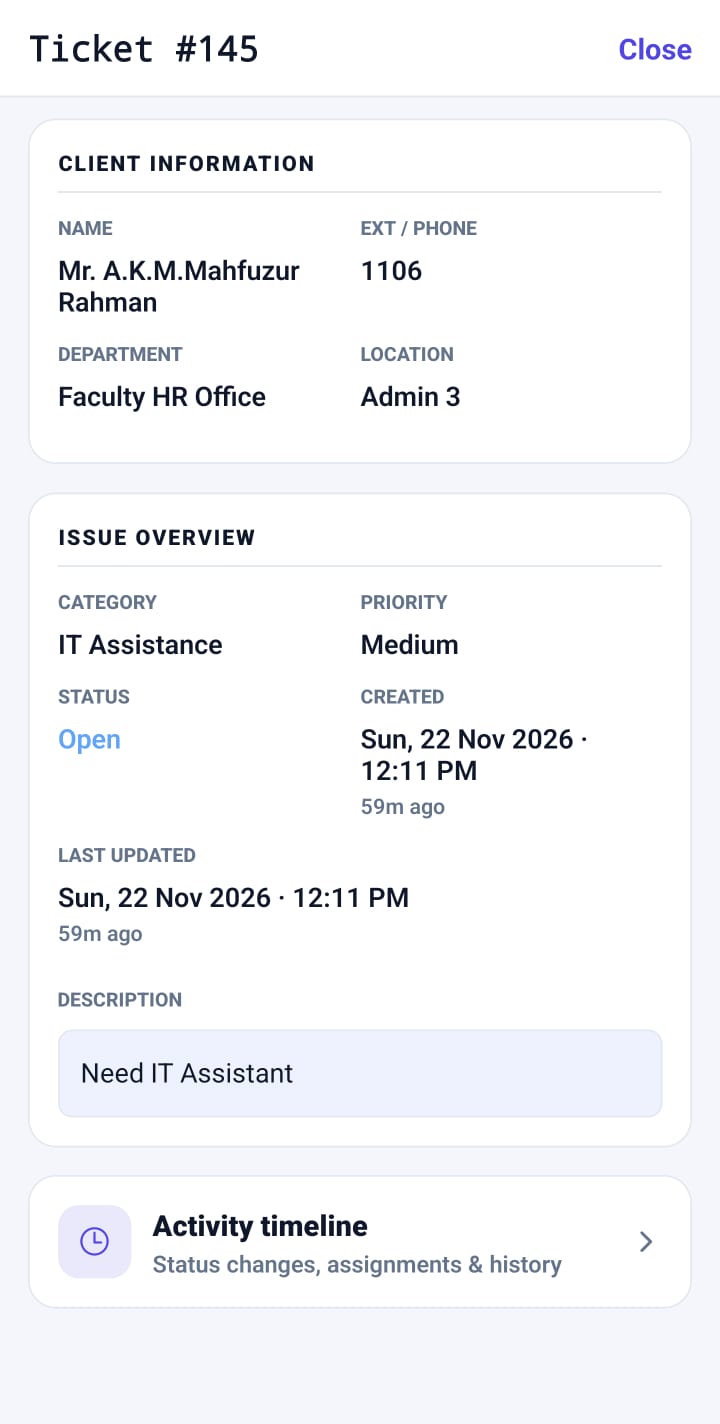 Ticket #145
Close
CLIENT INFORMATION
NAME
Mr. A.K.M.Mahfuzur
Rahman
EXT / PHONE
1106
DEPARTMENT
Faculty HR Office
LOCATION
Admin 3
ISSUE OVERVIEW
CATEGORY
IT Assistance
PRIORITY
Medium
STATUS
Open
CREATED
Sun, 22 Nov 2026 ·
12:11 PM
59m ago
LAST UPDATED
Sun, 22 Nov 2026 · 12:11 PM
59m ago
DESCRIPTION
Need IT Assistant
Activity timeline
Status changes, assignments & history